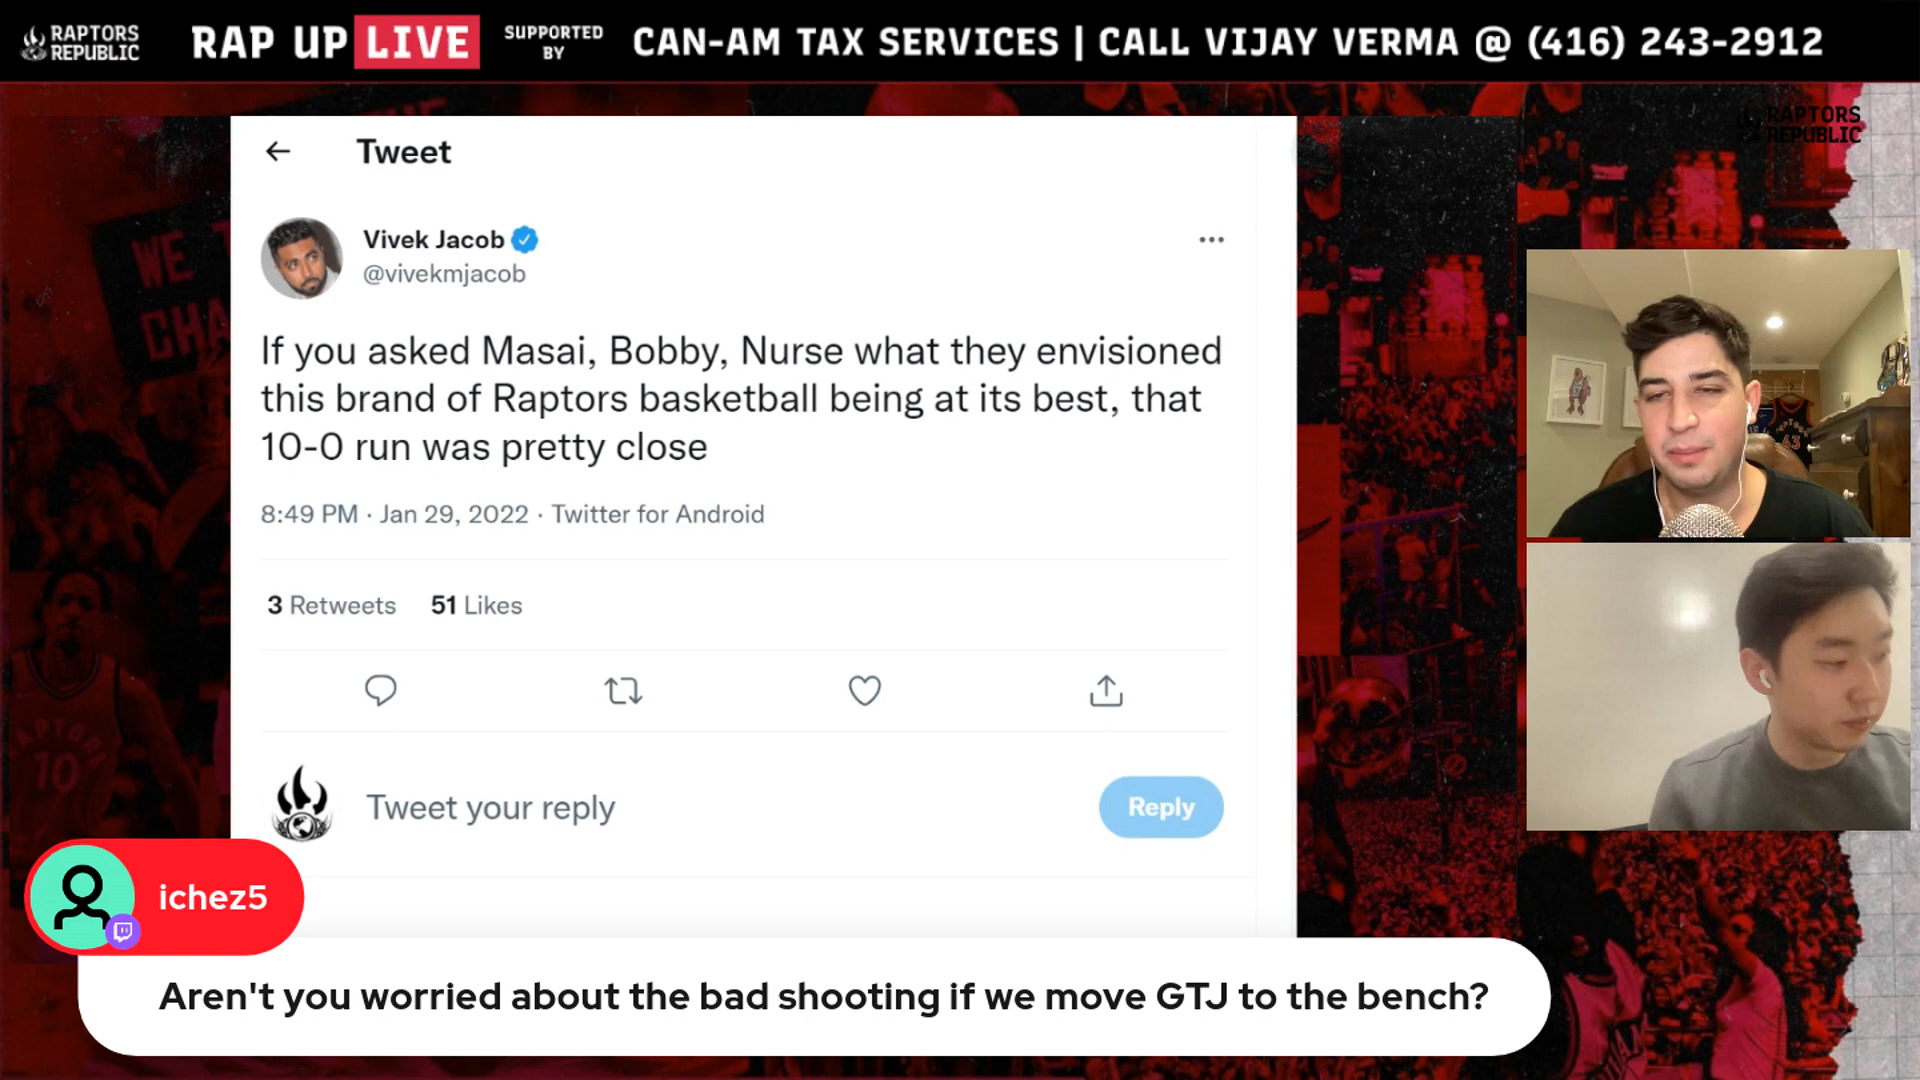 RAPTORS
REPUBLIC
RAP UP LIVE
SUPPORTED
BY
CAN-AM TAX SERVICES | CALL VIJAY VERMA @ (416) 243-2912
RAPTORS
REPUBLIC
Tweet
Vivek Jacob
@vivekmjacob
If you asked Masai, Bobby, Nurse what they envisioned
this brand of Raptors basketball being at its best, that
10-0 run was pretty close
8:49 PM · Jan 29, 2022 · Twitter for Android
3 Retweets 51 Likes
Tweet your reply
Reply
WE
CHA
43
10
ichez5
Aren't you worried about the bad shooting if we move GTJ to the bench?